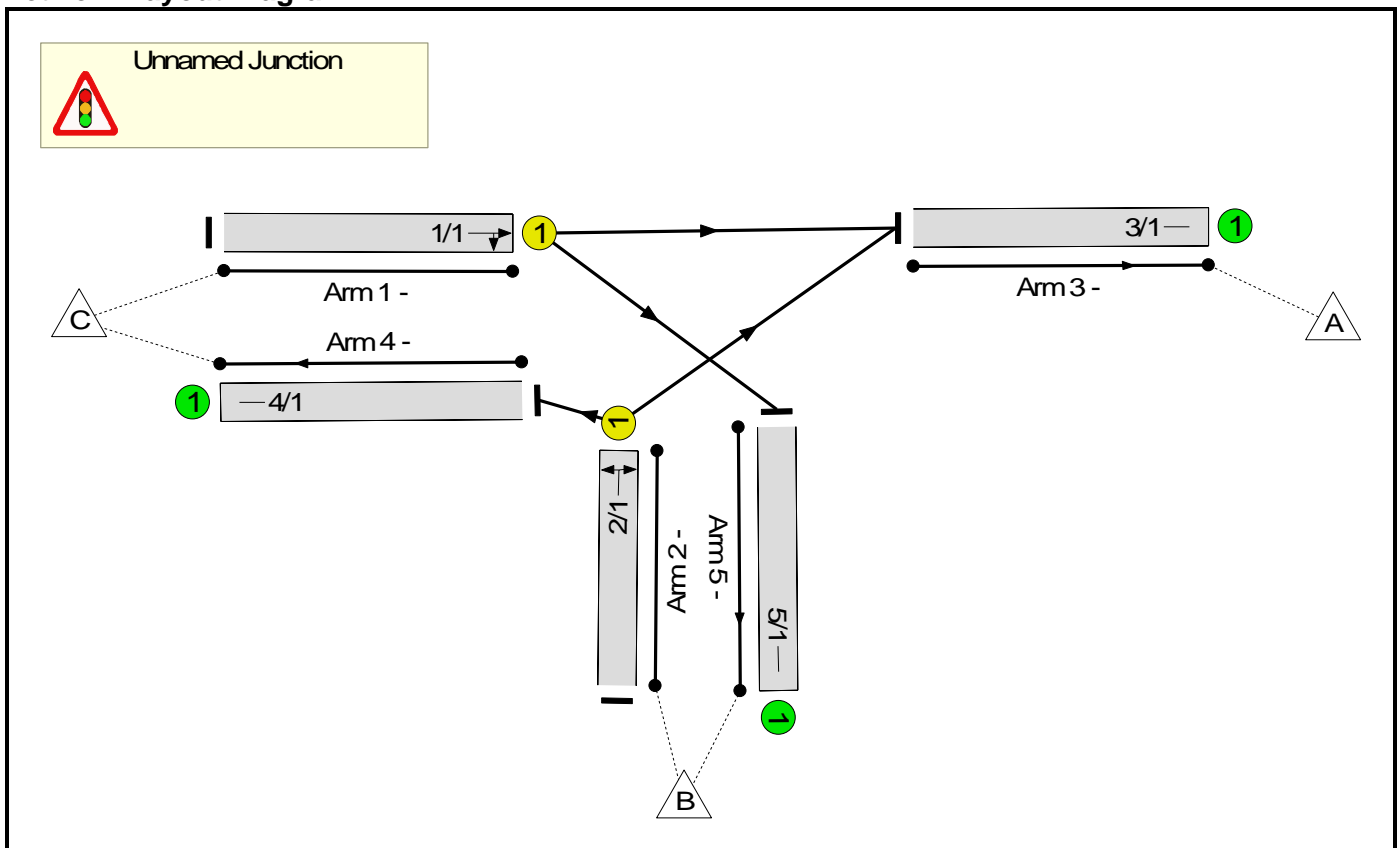 Unnamed Junction
1/1
1
3/1
1
Arm 1 -
Arm 3 -
C
A
Arm 4 -
1
4/1
1
2/1
Arm 2 -
Arm 5 -
5/1
1
B